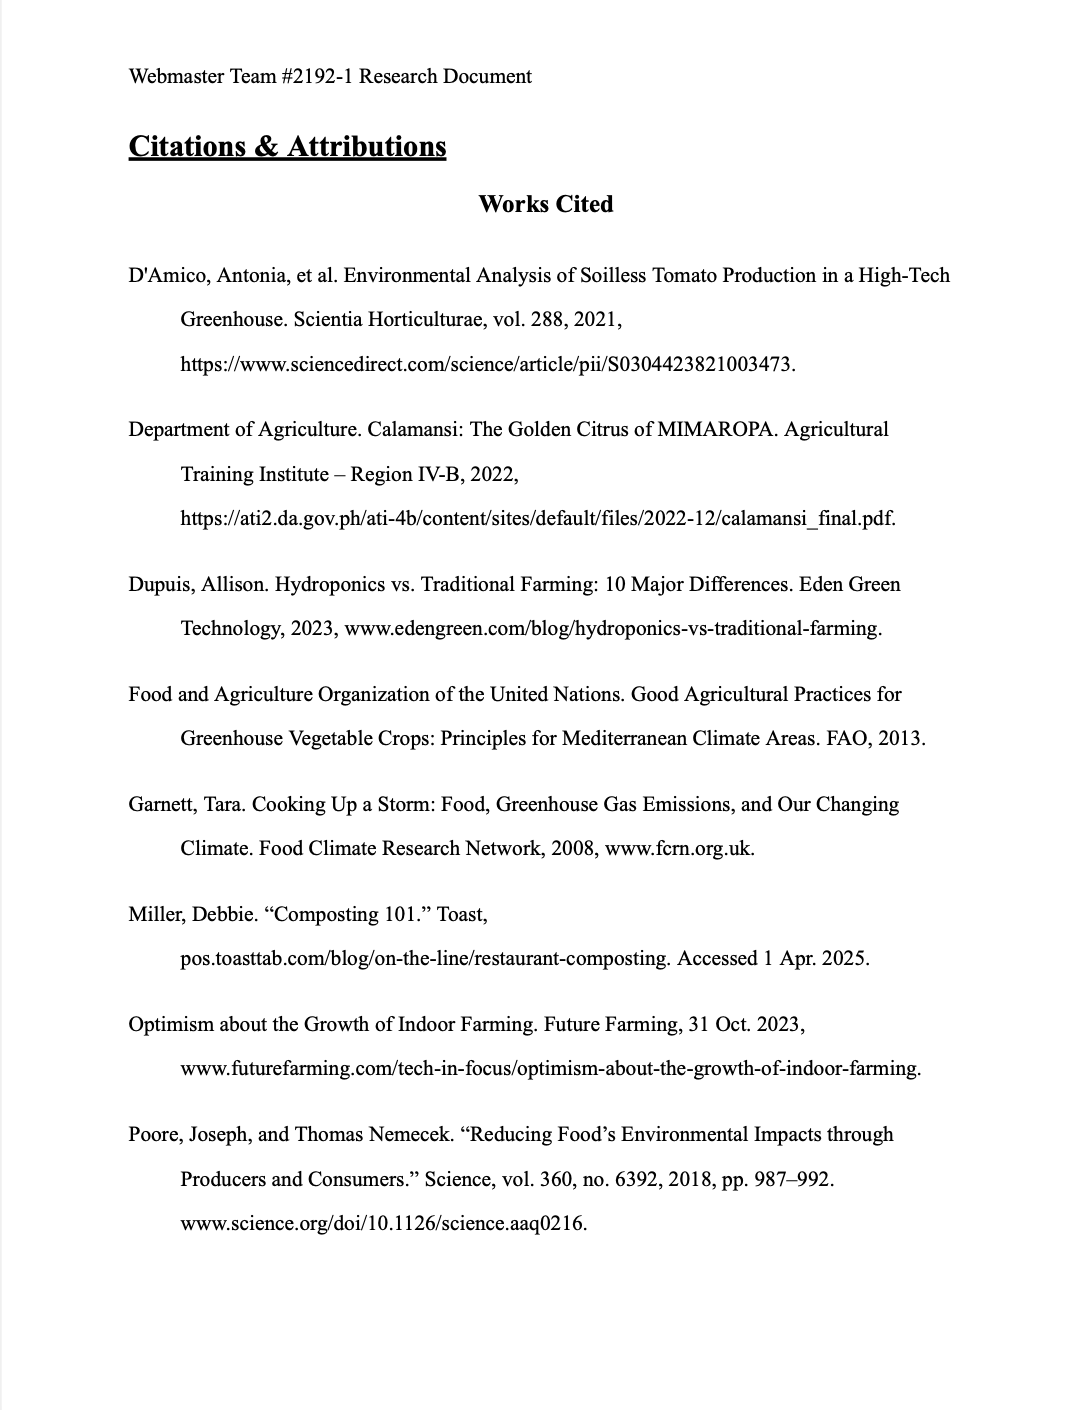 Webmaster Team #2192-1 Research Document
Citations & Attributions
Works Cited
D'Amico, Antonia, et al. Environmental Analysis of Soilless Tomato Production in a High-Tech
Greenhouse. Scientia Horticulturae, vol. 288, 2021,
https://www.sciencedirect.com/science/article/pii/S0304423821003473.
Department of Agriculture. Calamansi: The Golden Citrus of MIMAROPA. Agricultural
Training Institute – Region IV-B, 2022,
https://ati2.da.gov.ph/ati-4b/content/sites/default/files/2022-12/calamansi_final.pdf.
Dupuis, Allison. Hydroponics vs. Traditional Farming: 10 Major Differences. Eden Green
Technology, 2023, www.edengreen.com/blog/hydroponics-vs-traditional-farming.
Food and Agriculture Organization of the United Nations. Good Agricultural Practices for
Greenhouse Vegetable Crops: Principles for Mediterranean Climate Areas. FAO, 2013.
Garnett, Tara. Cooking Up a Storm: Food, Greenhouse Gas Emissions, and Our Changing
Climate. Food Climate Research Network, 2008, www.fcrn.org.uk.
Miller, Debbie. “Composting 101.” Toast,
pos.toasttab.com/blog/on-the-line/restaurant-composting. Accessed 1 Apr. 2025.
Optimism about the Growth of Indoor Farming. Future Farming, 31 Oct. 2023,
www.futurefarming.com/tech-in-focus/optimism-about-the-growth-of-indoor-farming.
Poore, Joseph, and Thomas Nemecek. “Reducing Food’s Environmental Impacts through
Producers and Consumers.” Science, vol. 360, no. 6392, 2018, pp. 987–992.
www.science.org/doi/10.1126/science.aaq0216.